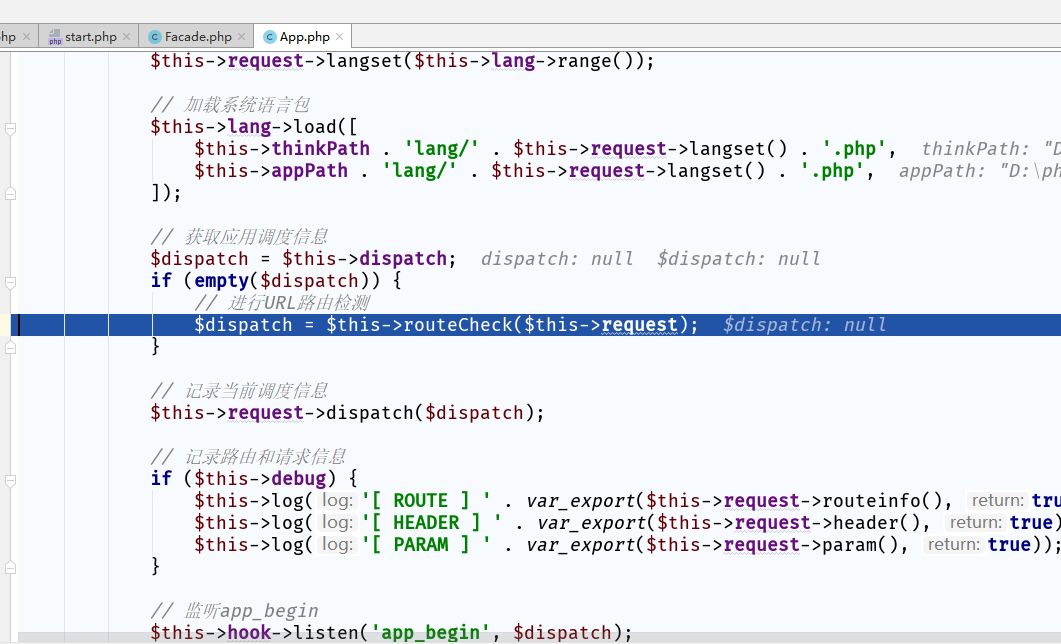 hp start.php Facade.php App.php
$this->request->langset($this->lang->range());
// 加载系统语言包
$this->lang->load([
$this->thinkPath . 'lang/' . $this->request->langset() . '.php', thinkPath: "D
$this->appPath . 'lang/' . $this->request->langset() . '.php', appPath: "D:\ph
]);
// 获取应用调度信息
$dispatch = $this->dispatch; dispatch: null $dispatch: null
if (empty($dispatch)) {
// 进行URL路由检测
$dispatch = $this->routeCheck($this->request); $dispatch: null
}
// 记录当前调度信息
$this->request->dispatch($dispatch);
// 记录路由和请求信息
if ($this->debug) {
$this->log( log: '[ ROUTE ] ' . var_export($this->request->routeinfo(), return: tru
$this->log( log: '[ HEADER ] ' . var_export($this->request->header(), return: true)
$this->log( log: '[ PARAM ] ' . var_export($this->request->param(), return: true));
}
// 监听app_begin
$this->hook->listen('app_begin', $dispatch);